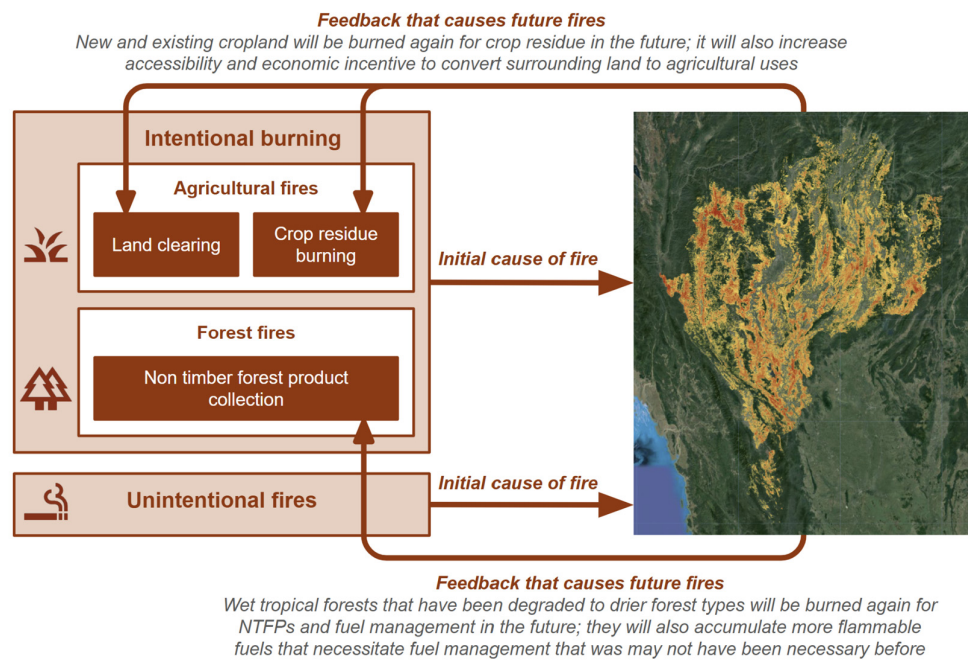 Feedback that causes future fires
New and existing cropland will be burned again for crop residue in the future; it will also increase
accessibility and economic incentive to convert surrounding land to agricultural uses
Intentional burning
Agricultural fires
Land clearing
Crop residue
burning
Initial cause of fire
Forest fires
Non timber forest product
collection
Unintentional fires
Initial cause of fire
Feedback that causes future fires
Wet tropical forests that have been degraded to drier forest types will be burned again for
NTFPs and fuel management in the future; they will also accumulate more flammable
fuels that necessitate fuel management that was may not have been necessary before